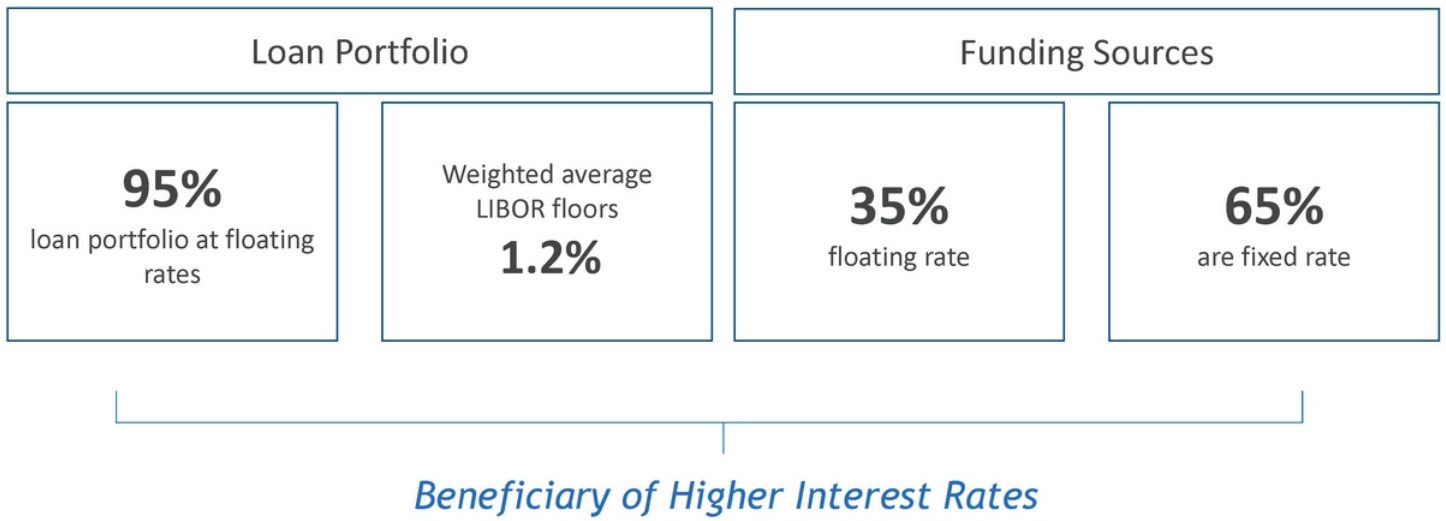 Loan Portfolio
Funding Sources
95%
loan portfolio at floating
rates
Weighted average
LIBOR floors
1.2%
35%
floating rate
65%
are fixed rate
Beneficiary of Higher Interest Rates